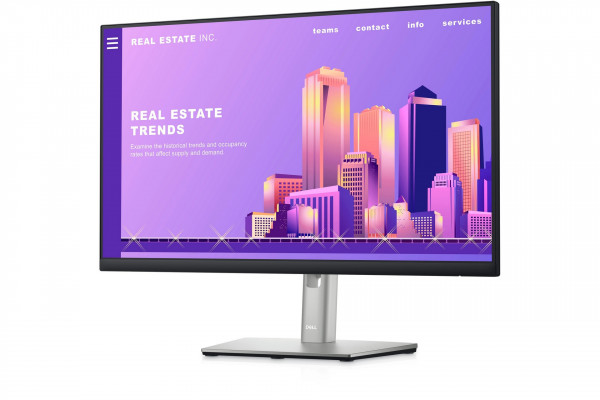 REAL ESTATE INC
teams contact info services
REAL ESTATE
TRENDS
Examine the historical trends and occupancy
rates that affect supply and demand.
DELL